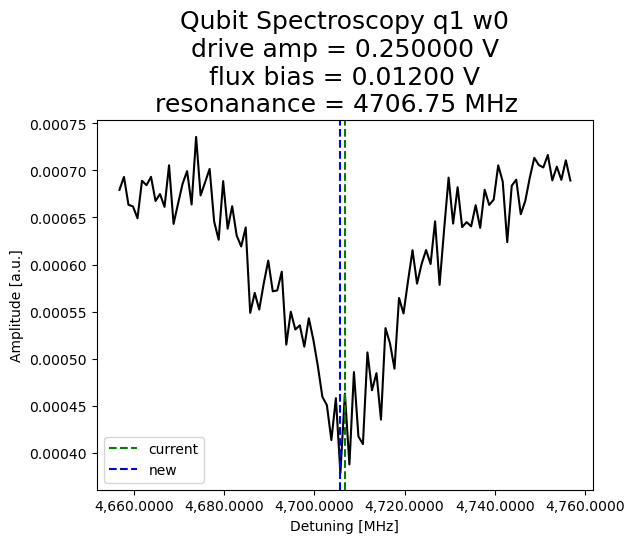 Qubit Spectroscopy q1 w0
drive amp = 0.250000 V
flux bias = 0.01200 V
resonanance = 4706.75 MHz
0.00075
0.00070
0.00065
0.00060
0.00055
0.00050
0.00045
0.00040
Amplitude [a.u.]
current
new
4,660.0000
4,680.0000
4,700.0000
4,720.0000
4,740.0000
4,760.0000
Detuning [MHz]